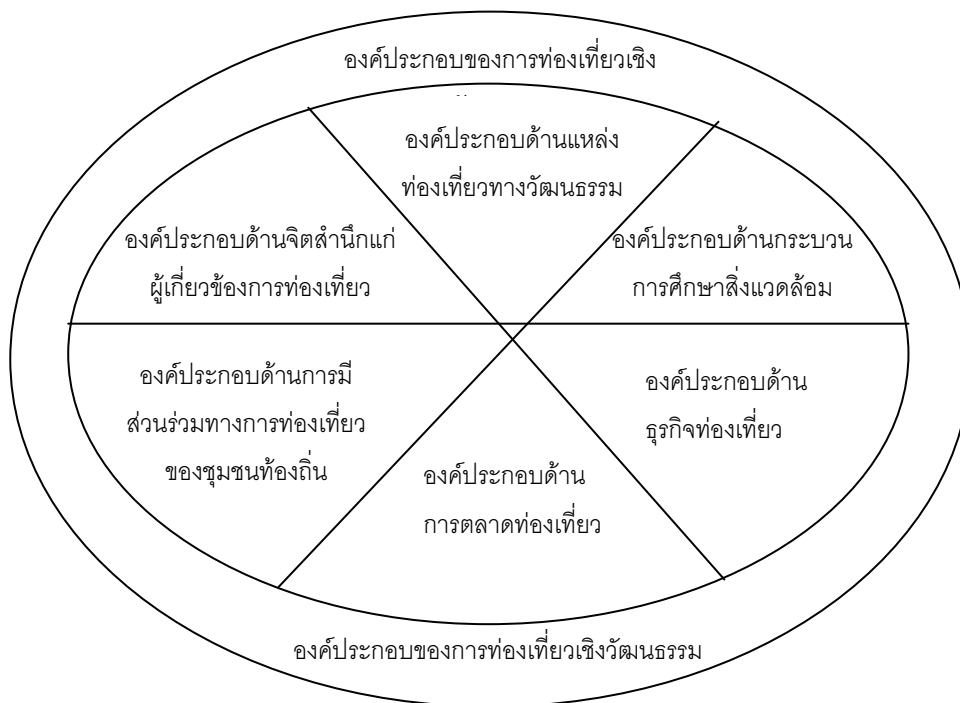 องค์ประกอบของการท่องเที่ยวเชิง
องค์ประกอบด้านแหล่ง
ท่องเที่ยวทางวัฒนธรรม
องค์ประกอบด้านจิตสำนึกแก่
ผู้เกี่ยวข้องการท่องเที่ยว
องค์ประกอบด้านกระบวน
การศึกษาสิ่งแวดล้อม
องค์ประกอบด้านการมี
ส่วนร่วมทางการท่องเที่ยว
ของชุมชนท้องถิ่น
องค์ประกอบด้าน
ธุรกิจท่องเที่ยว
องค์ประกอบด้าน
การตลาดท่องเที่ยว
องค์ประกอบของการท่องเที่ยวเชิงวัฒนธรรม